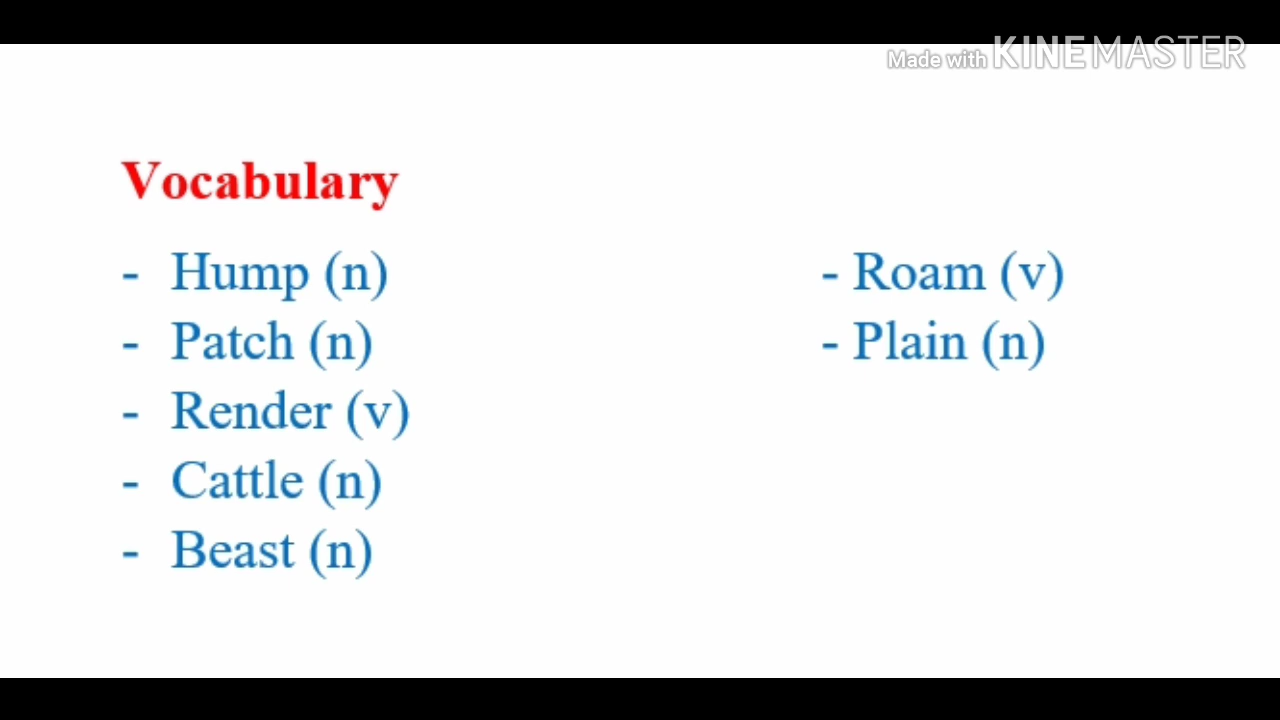 Made with KINEMASTER
Vocabulary
- Hump (n)
- Patch (n)
- Render (v)
- Cattle (n)
- Beast (n)
- Roam (v)
- Plain (n)